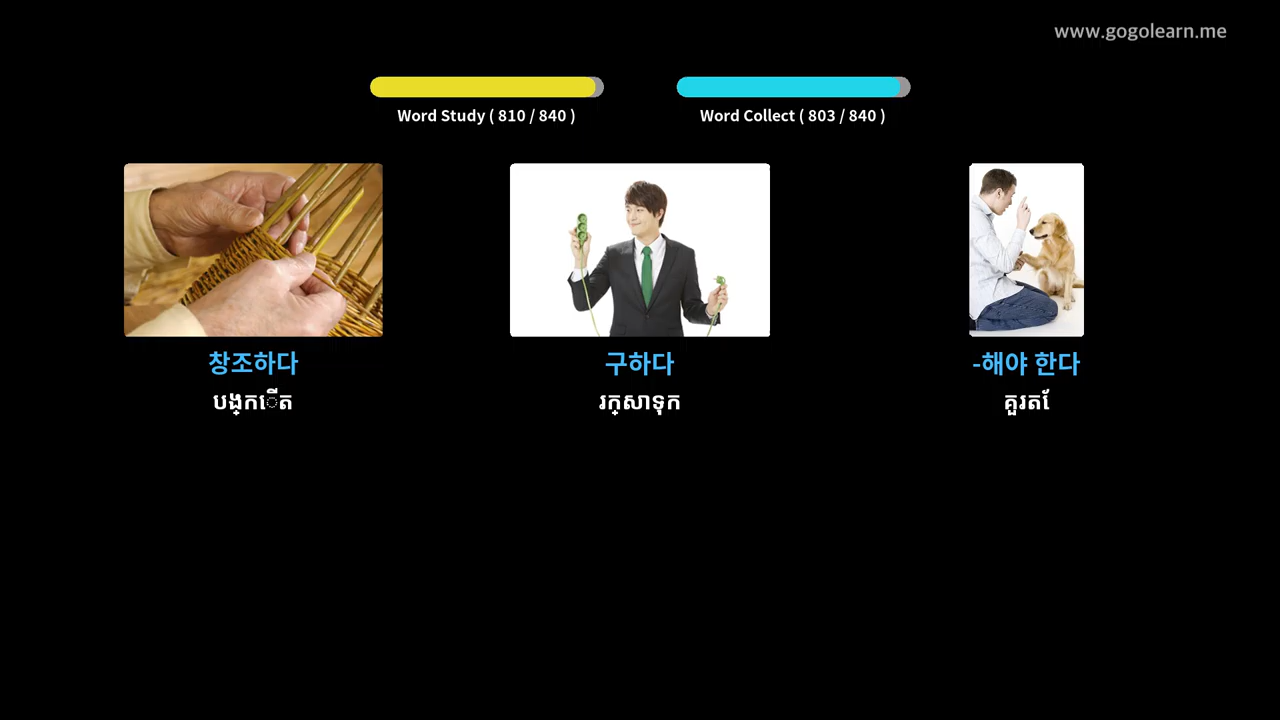 www.gogolearn.me
Word Study ( 810 / 840 )
Word Collect ( 803 / 840 )
창조하다
구하다
-해야 한다
បង្កើត
រក្សាទុក
គួរតែ